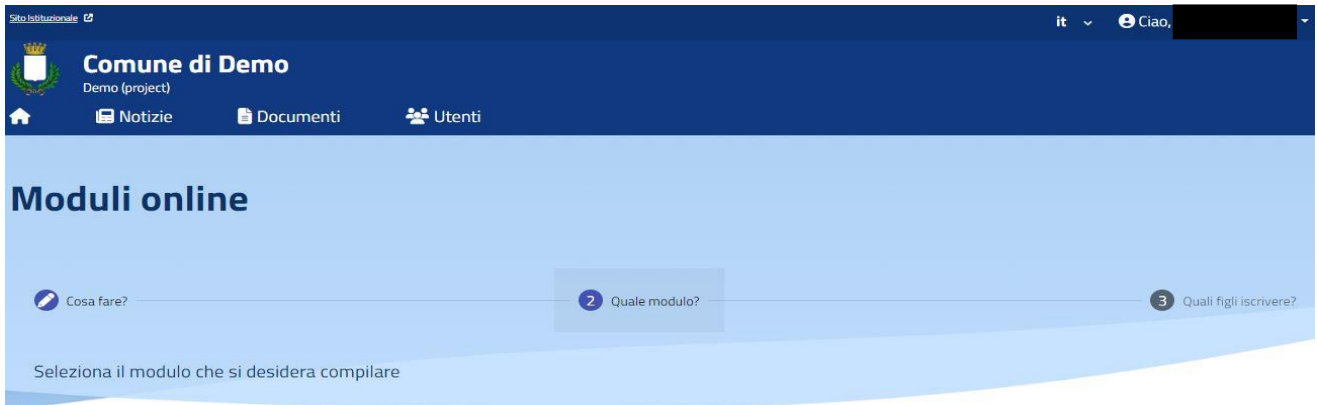 Sito Istituzionale
it
Ciao,
Comune di Demo
Demo (project)
Notizie Documenti Utenti
Moduli online
Cosa fare? 2 Quale modulo? 3 Quali figli iscrivere?
Seleziona il modulo che si desidera compilare